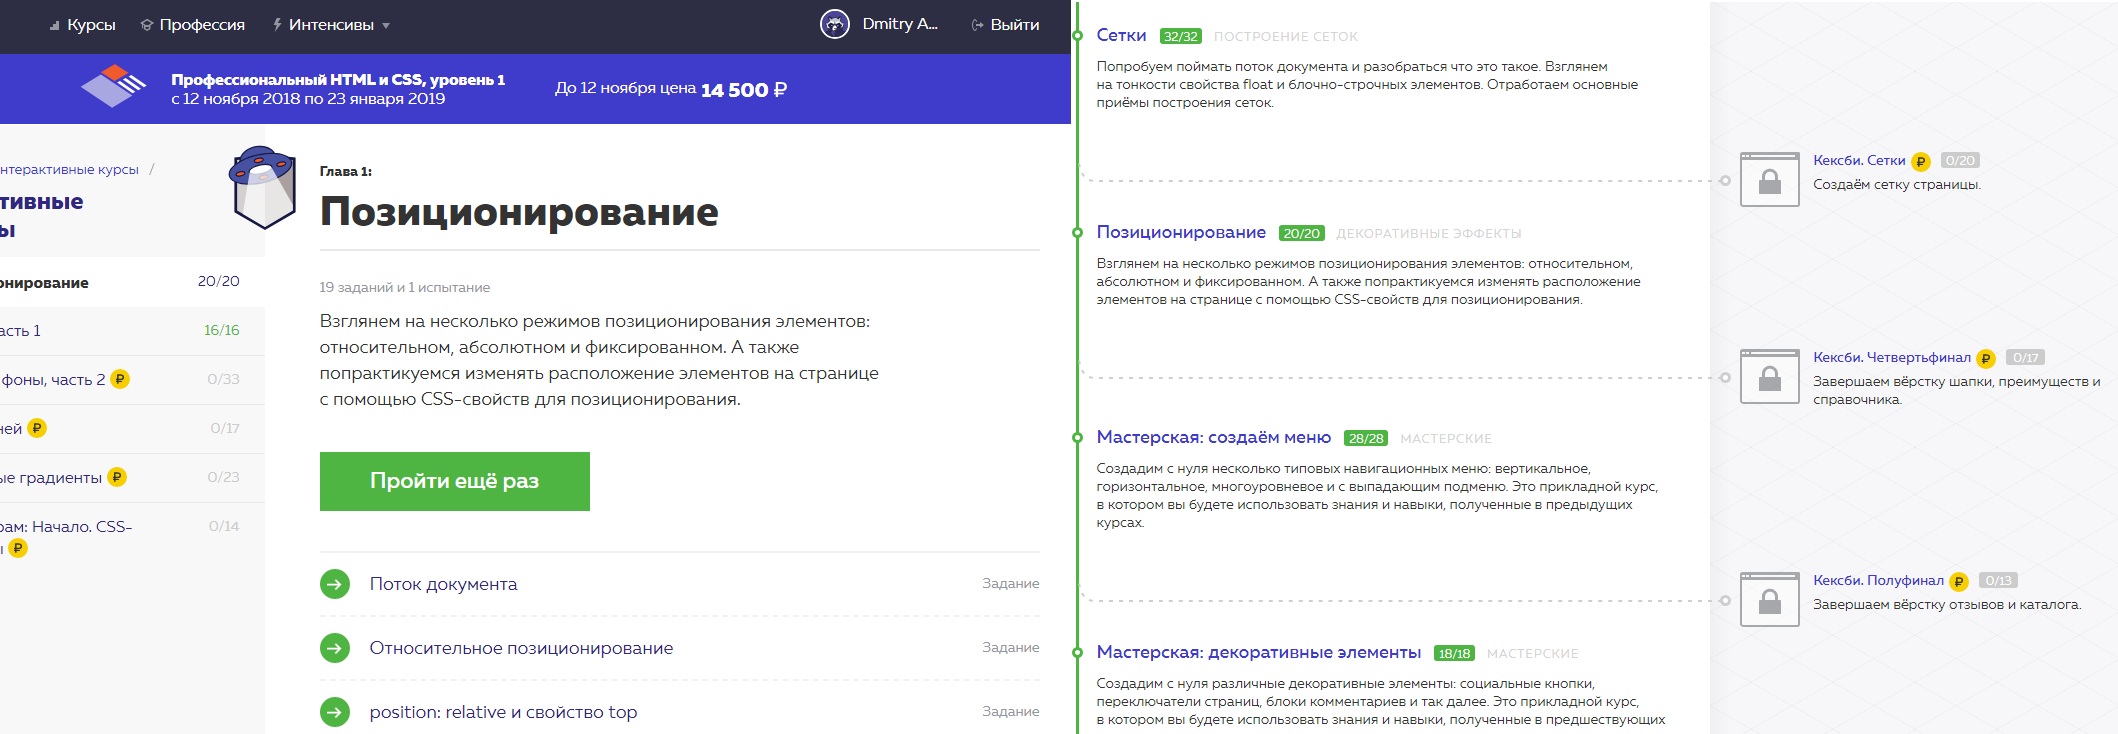 Курсы
Профессия
Интенсивы
Dmitry A...
Выйти
Профессиональный HTML и CSS, уровень 1
с 12 ноября 2018 по 23 января 2019
До 12 ноября цена 14 500 ₽
нтерактивные курсы /
тивные
ы
онирование 20/20
асть 1 16/16
фоны, часть 2 ₽ 0/33
ней ₽ 0/17
ые градиенты ₽ 0/23
рам: Начало. CSS- 0/14
ы ₽
Глава 1:
Позиционирование
19 заданий и 1 испытание
Взглянем на несколько режимов позиционирования элементов:
относительном, абсолютном и фиксированном. А также
попрактикуемся изменять расположение элементов на странице
с помощью CSS-свойств для позиционирования.
Пройти ещё раз
Поток документа Задание
Относительное позиционирование Задание
position: relative и свойство top Задание
Сетки 32/32 ПОСТРОЕНИЕ СЕТОК
Попробуем поймать поток документа и разобраться что это такое. Взглянем
на тонкости свойства float и блочно-строчных элементов. Отработаем основные
приёмы построения сеток.
Кексби. Сетки ₽ 0/20
Создаём сетку страницы.
Позиционирование 20/20 ДЕКОРАТИВНЫЕ ЭФФЕКТЫ
Взглянем на несколько режимов позиционирования элементов: относительном,
абсолютном и фиксированном. А также попрактикуемся изменять расположение
элементов на странице с помощью CSS-свойств для позиционирования.
Кексби. Четвертьфинал ₽ 0/17
Завершаем вёрстку шапки, преимуществ и
справочника.
Мастерская: создаём меню 28/28 МАСТЕРСКИЕ
Создадим с нуля несколько типовых навигационных меню: вертикальное,
горизонтальное, многоуровневое и с выпадающим подменю. Это прикладной курс,
в котором вы будете использовать знания и навыки, полученные в предыдущих
курсах.
Кексби. Полуфинал ₽ 0/13
Завершаем вёрстку отзывов и каталога.
Мастерская: декоративные элементы 18/18 МАСТЕРСКИЕ
Создадим с нуля различные декоративные элементы: социальные кнопки,
переключатели страниц, блоки комментариев и так далее. Это прикладной курс,
в котором вы будете использовать знания и навыки, полученные в предшествующих